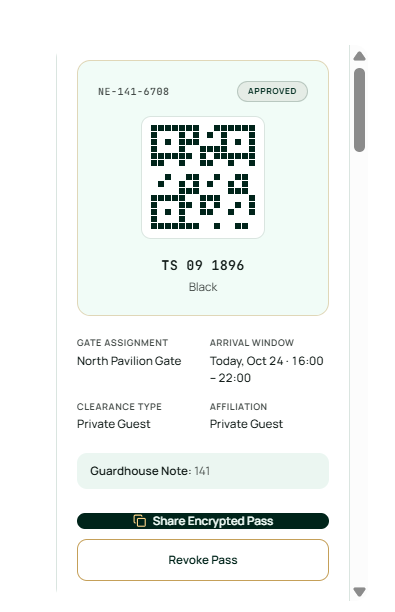 NE-141-6708
APPROVED
TS 09 1896
Black
GATE ASSIGNMENT
North Pavilion Gate
ARRIVAL WINDOW
Today, Oct 24 · 16:00
– 22:00
CLEARANCE TYPE
Private Guest
AFFILIATION
Private Guest
Guardhouse Note: 141
Share Encrypted Pass
Revoke Pass